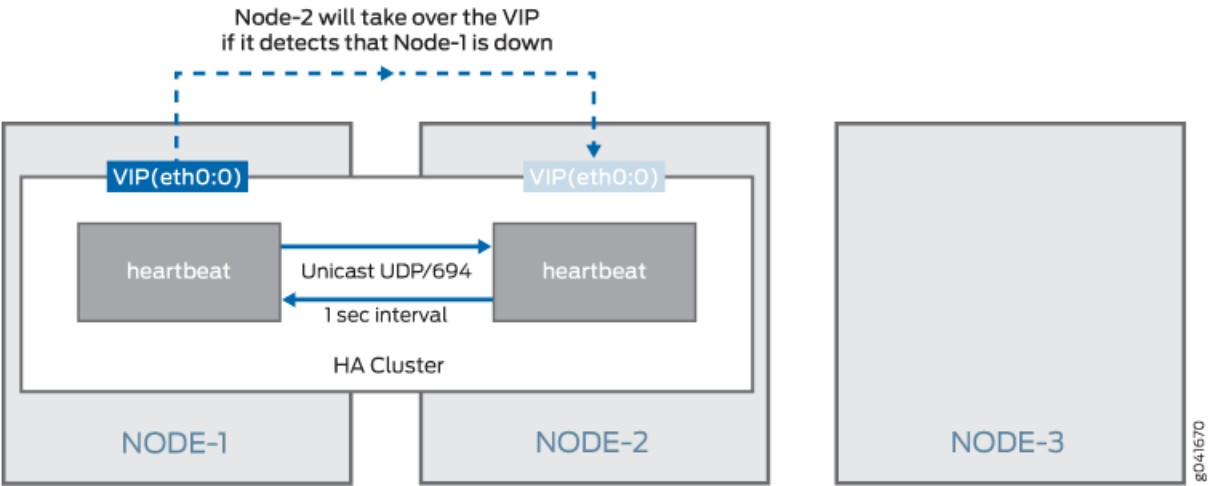 Node-2 will take over the VIP
if it detects that Node-1 is down
VIP(eth0:0)
VIP(eth0:0)
heartbeat
Unicast UDP/694
heartbeat
1 sec interval
HA Cluster
NODE-1
NODE-2
NODE-3
g041670